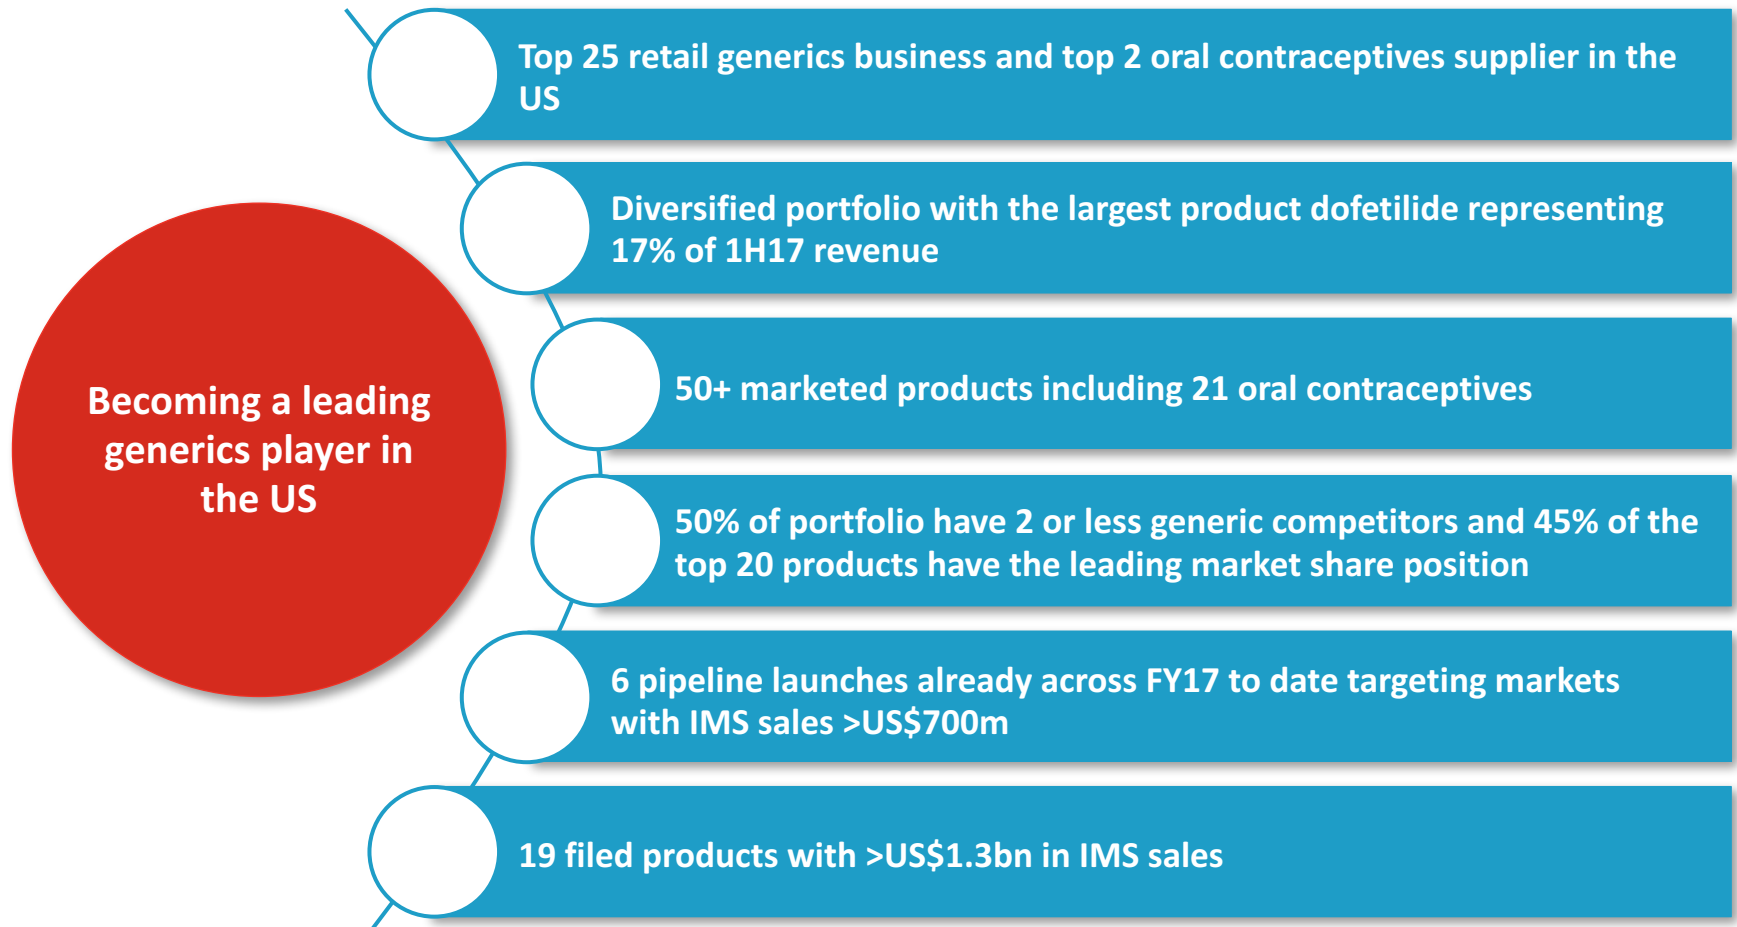 Top 25 retail generics business and top 2 oral contraceptives supplier in the
US
Diversified portfolio with the largest product dofetilide representing
17% of 1H17 revenue
Becoming a leading
generics player in
the US
50+ marketed products including 21 oral contraceptives
50% of portfolio have 2 or less generic competitors and 45% of the
top 20 products have the leading market share position
6 pipeline launches already across FY17 to date targeting markets
with IMS sales >US$700m
19 filed products with >US$1.3bn in IMS sales